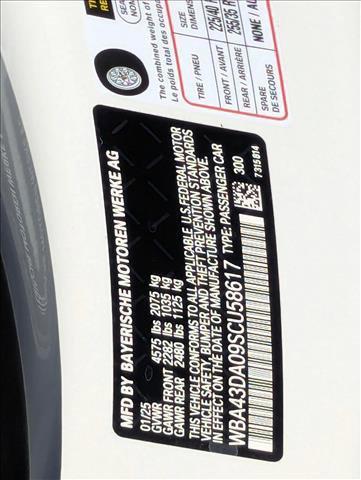 The combined weight of
Le poids total des occupa
SIZE
DIMENS
TIRE / PNEU
225/40
FRONT / AVANT
255/35 R
REAR / ARRIÈRE
NONE / AU
SPARE
DE SECOURS
MFD BY BAYERISCHE MOTOREN WERKE AG
01/25
GVWR 4575 lbs 2075 kg
GAWR FRONT 2282 lbs 1035 kg
GAWR REAR 2480 lbs 1125 kg
THIS VEHICLE CONFORMS TO ALL APPLICABLE U.S.FEDERAL MOTOR
VEHICLE SAFETY, BUMPER AND THEFT PREVENTION STANDARDS
IN EFFECT ON THE DATE OF MANUFACTURE SHOWN ABOVE.
WBA43DA09SCU58617 TYPE: PASSENGER CAR
300
7315614